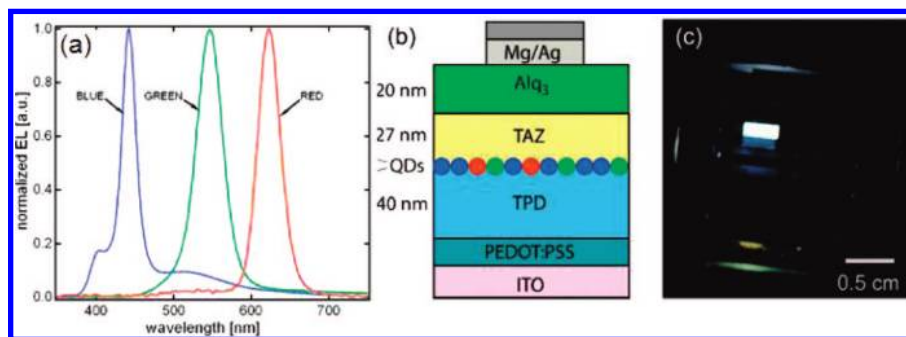 (a)
BLUE
GREEN
RED
normalized EL [a.u.]
1.0
0.8
0.6
0.4
0.2
0.0
400 500 600 700
wavelength [nm]
(b)
Mg/Ag
20 nm Alq3
27 nm TAZ
QDs
40 nm TPD
PEDOT:PSS
ITO
(c)
0.5 cm